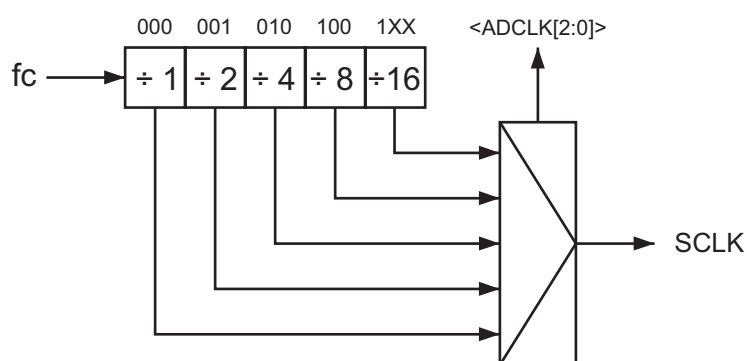 000 001 010 100 1XX
<ADCLK[2:0]>
fc
÷ 1 ÷ 2 ÷ 4 ÷ 8 ÷16
SCLK